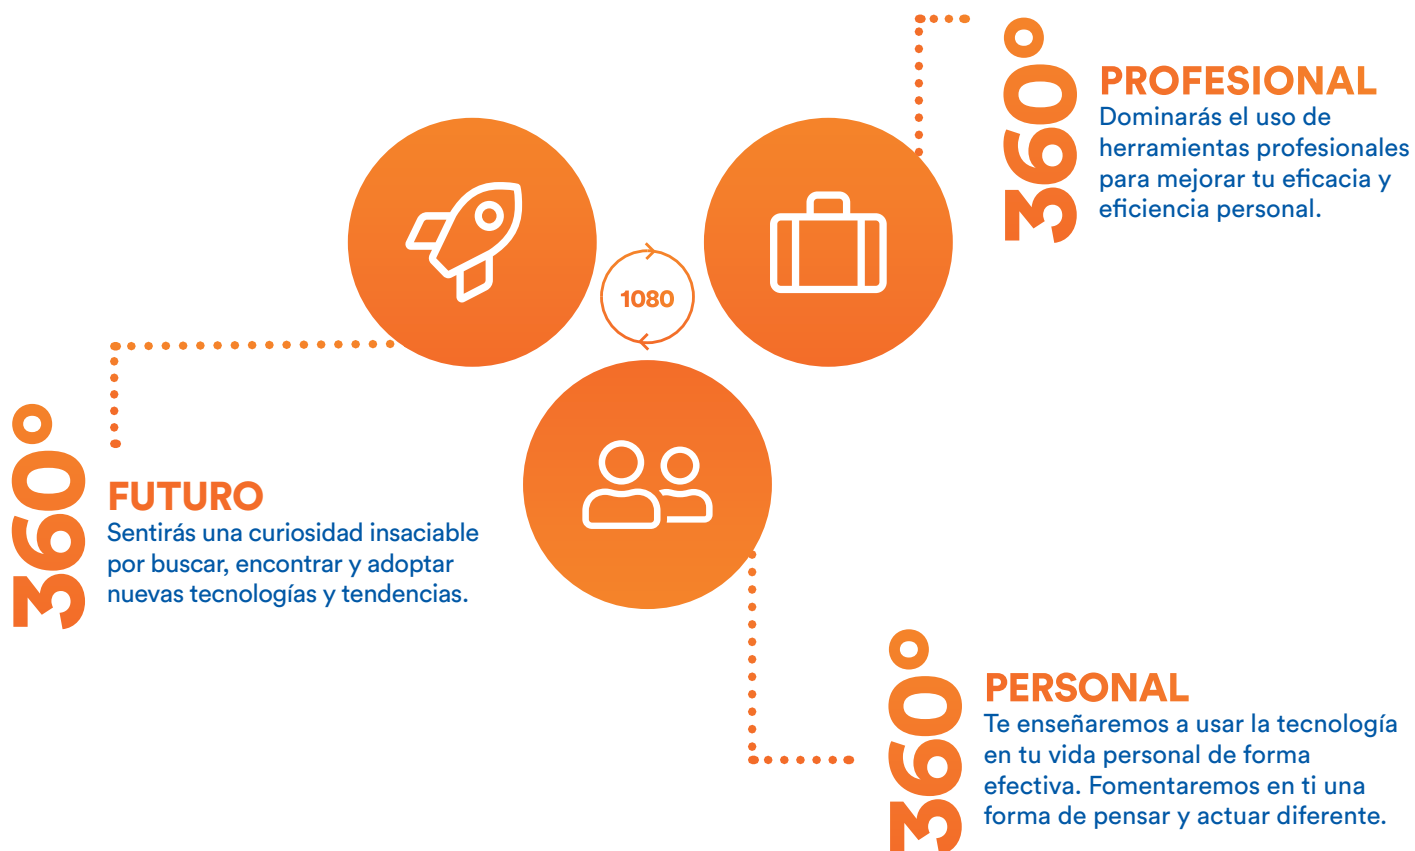 360°
PROFESIONAL
Dominarás el uso de
herramientas profesionales
para mejorar tu eficacia y
eficiencia personal.
1080
360°
FUTURO
Sentirás una curiosidad insaciable
por buscar, encontrar y adoptar
nuevas tecnologías y tendencias.
360°
PERSONAL
Te enseñaremos a usar la tecnología
en tu vida personal de forma
efectiva. Fomentaremos en ti una
forma de pensar y actuar diferente.